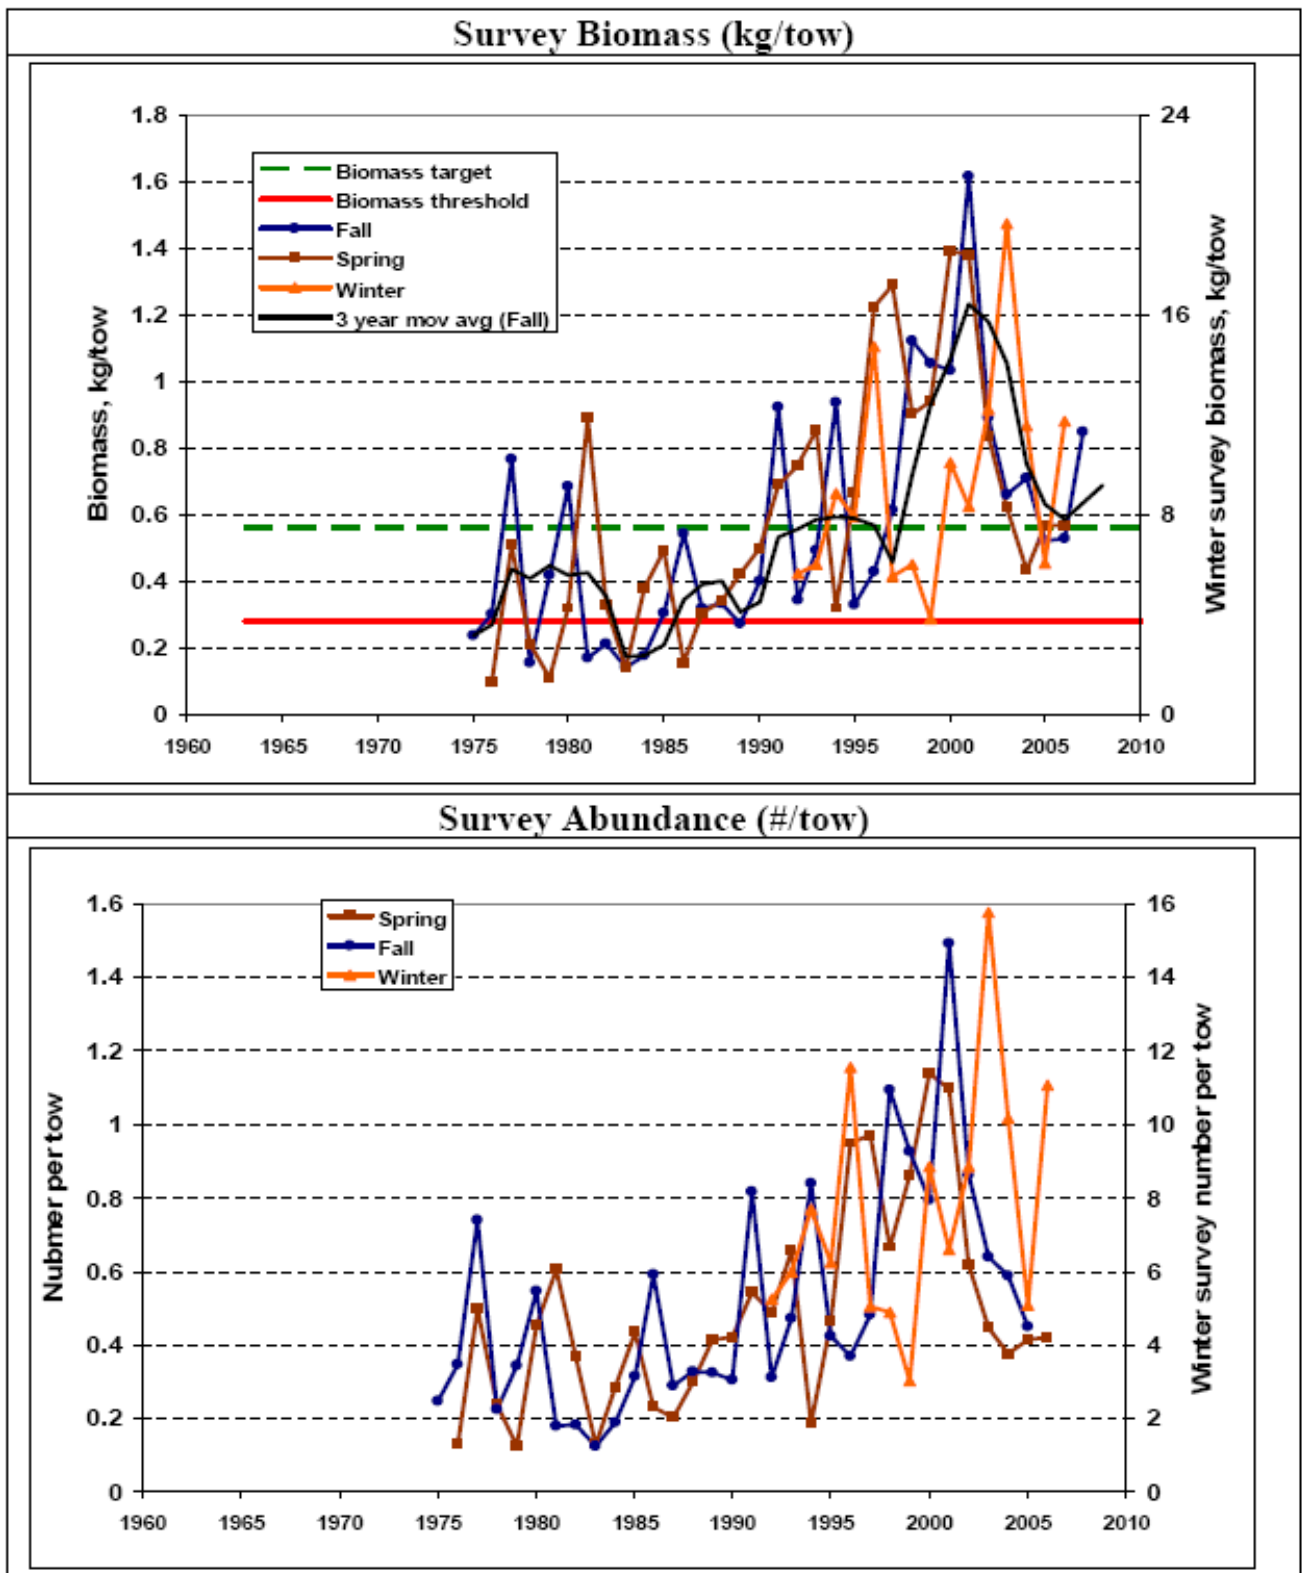 Survey Biomass (kg/tow)
1.8
1.6
1.4
1.2
1
0.8
0.6
0.4
0.2
0
Biomass, kg/tow
Biomass target
Biomass threshold
Fall
Spring
Winter
3 year mov avg (Fall)
24
16
8
0
Winter survey biomass, kg/tow
1960 1965 1970 1975 1980 1985 1990 1995 2000 2005 2010
Survey Abundance (#/tow)
1.6
1.4
1.2
1
0.8
0.6
0.4
0.2
0
Nubmer per tow
Spring
Fall
Winter
16
14
12
10
8
6
4
2
0
Winter survey number per tow
1960 1965 1970 1975 1980 1985 1990 1995 2000 2005 2010